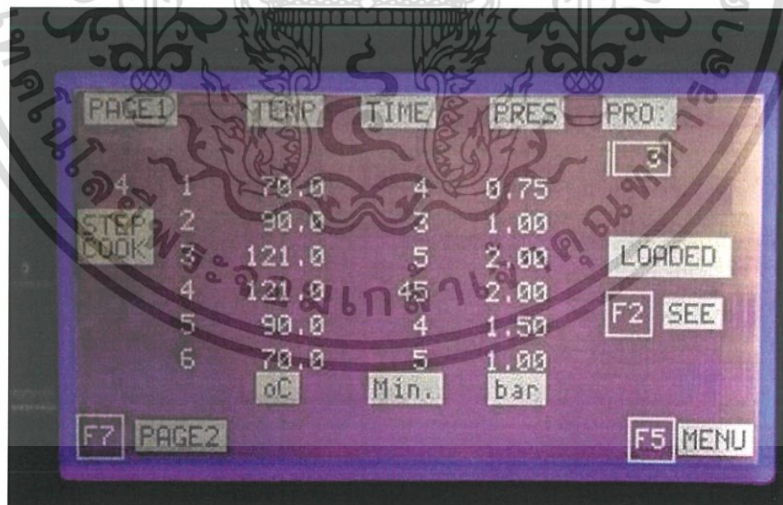 PAGE1 TEMP TIME PRES PRO:
3
4 1 70.0 4 0.75
STEP 2 90.0 3 1.00
COOK 3 121.0 5 2.00
LOADED
4 121.0 45 2.00
F2 SEE
5 90.0 4 1.50
6 70.0 5 1.00
oC Min. bar
F7 PAGE2 F5 MENU